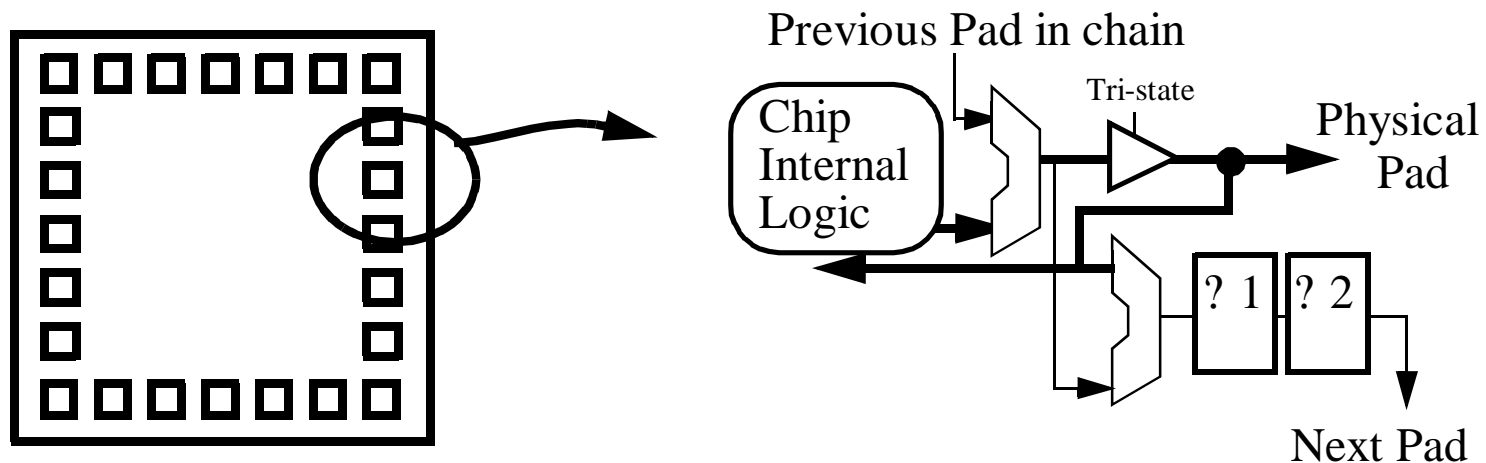 Previous Pad in chain
Tri-state
Chip
Internal
Logic
Physical
Pad
? 1
? 2
Next Pad